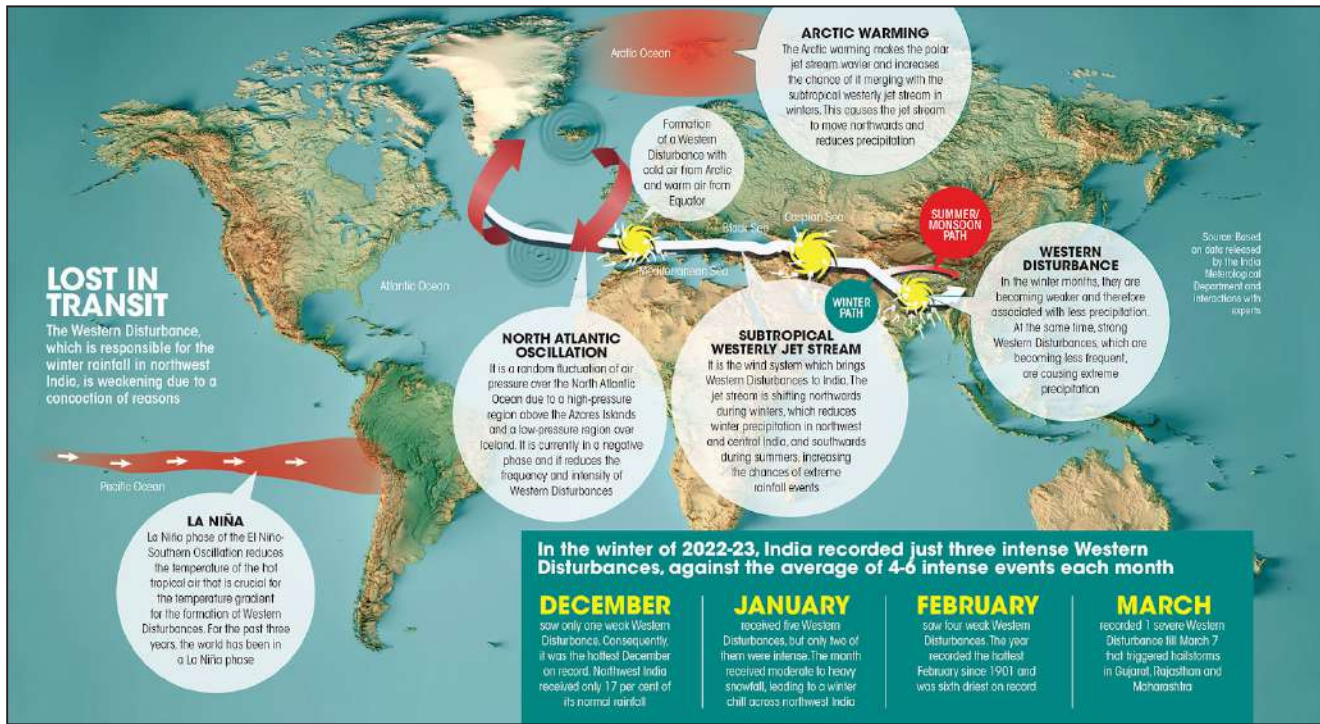 Arctic Ocean
ARCTIC WARMING
The Arctic warming makes the polar
jet stream wavier and increases
the chance of it merging with the
subtropical westerly jet stream in
winters. This causes the jet stream
to move northwards and
reduces precipitation
Formation
of a Western
Disturbance with
cold air from Arctic
and warm air from
Equator
Caspian Sea
Black Sea
Mediterranean Sea
SUMMER/
MONSOON
PATH
WINTER
PATH
WESTERN
DISTURBANCE
In the winter months, they are
becoming weaker and therefore
associated with less precipitation.
At the same time, strong
Western Disturbances, which are
becoming less frequent,
are causing extreme
precipitation
Source: Based
on data released
by the India
Meterological
Department and
interactions with
experts
LOST IN
TRANSIT
The Western Disturbance,
which is responsible for the
winter rainfall in northwest
India, is weakening due to a
concoction of reasons
Atlantic Ocean
NORTH ATLANTIC
OSCILLATION
It is a random fluctuation of air
pressure over the North Atlantic
Ocean due to a high-pressure
region above the Azores Islands
and a low-pressure region over
Iceland. It is currently in a negative
phase and it reduces the
frequency and intensity of
Western Disturbances
SUBTROPICAL
WESTERLY JET STREAM
It is the wind system which brings
Western Disturbances to India. The
jet stream is shifting northwards
during winters, which reduces
winter precipitation in northwest
and central India, and southwards
during summers, increasing
the chances of extreme
rainfall events
Pacific Ocean
LA NIÑA
La Niña phase of the El Niño-
Southern Oscillation reduces
the temperature of the hot
tropical air that is crucial for
the temperature gradient
for the formation of Western
Disturbances. For the past three
years, the world has been in
a La Niña phase
In the winter of 2022-23, India recorded just three intense Western
Disturbances, against the average of 4-6 intense events each month
DECEMBER
saw only one weak Western
Disturbance. Consequently,
it was the hottest December
on record. Northwest India
received only 17 per cent of
its normal rainfall
JANUARY
received five Western
Disturbances, but only two of
them were intense. The month
received moderate to heavy
snowfall, leading to a winter
chill across northwest India
FEBRUARY
saw four weak Western
Disturbances. The year
recorded the hottest
February since 1901 and
was sixth driest on record
MARCH
recorded 1 severe Western
Disturbance till March 7
that triggered hailstorms
in Gujarat, Rajasthan and
Maharashtra